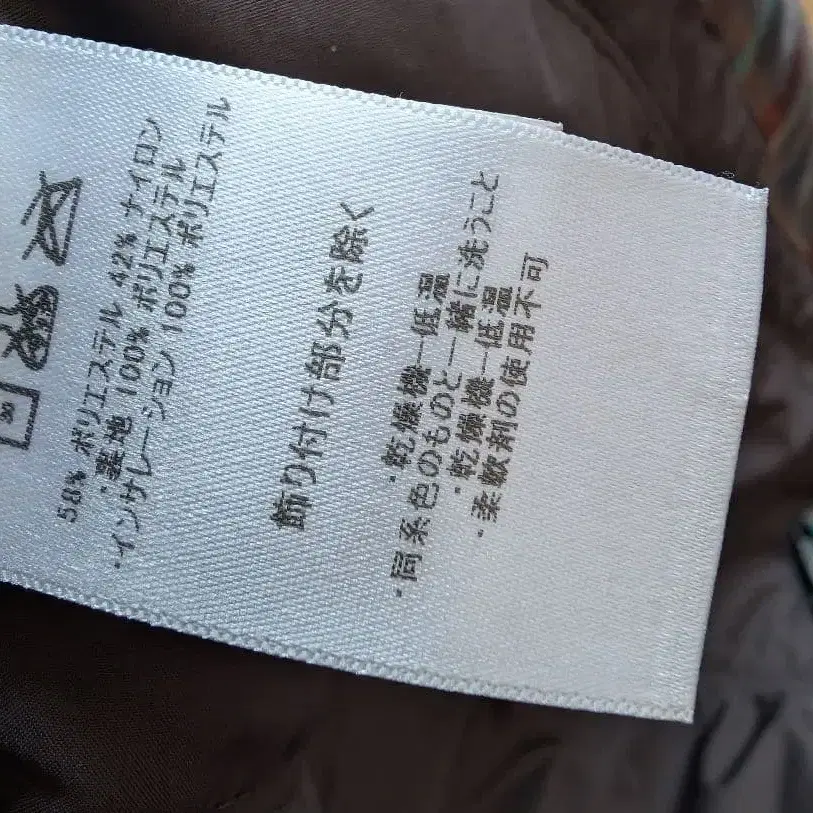 58% ポリエステル 42% ナイロン
・裏地 100% ポリエステル
・インサレーション 100% ポリエステル
飾り付け部分を除く
・乾燥機一低温
・同系色のものと一緒に洗うこと
・乾燥機一低温
・柔軟剤の使用不可